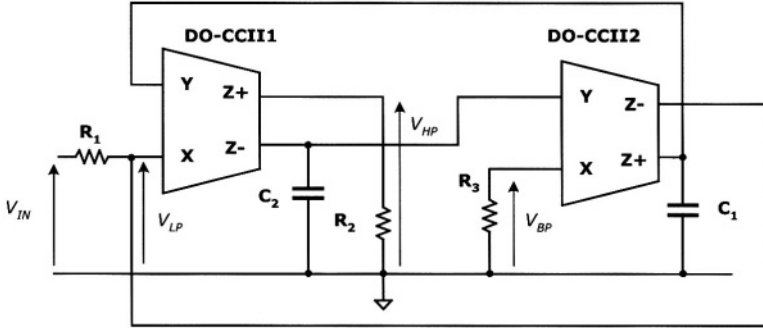 DO-CCII1
DO-CCII2
Y
Z+
Y
Z-
R1
X
Z-
VHP
X
Z+
R3
VIN
VLP
C2
R2
VBP
C1